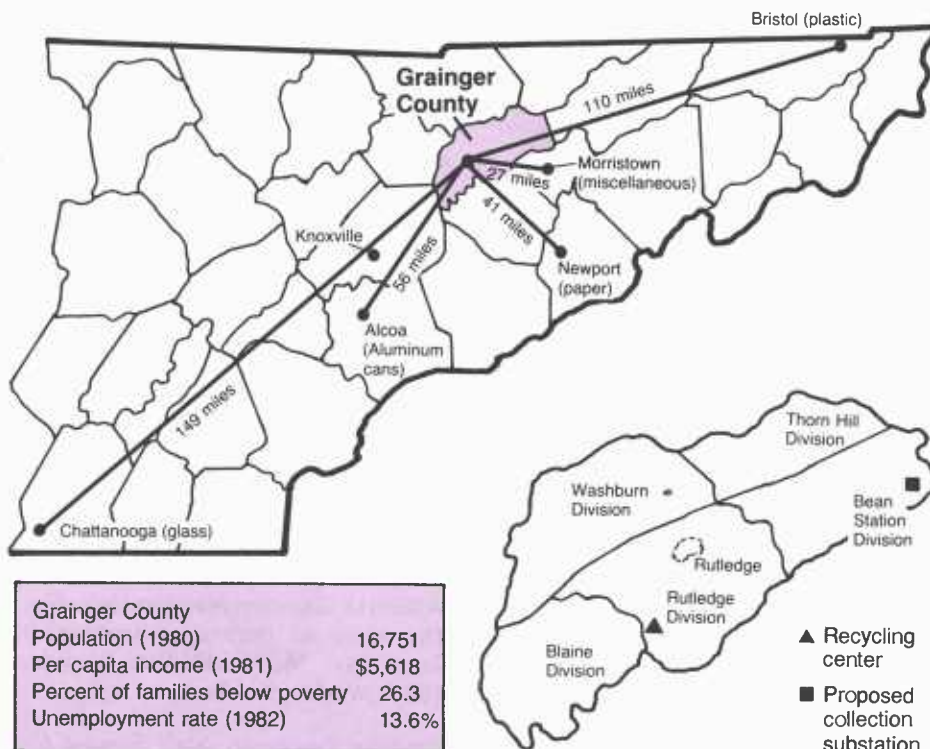 Bristol (plastic)
Grainger
County
110 miles
27 miles
Morristown
(miscellaneous)
41 miles
Knoxville
56 miles
Newport
(paper)
Alcoa
(Aluminum
cans)
149 miles
Chattanooga (glass)
Thorn Hill
Division
Washburn
Division
Bean
Station
Division
Rutledge
Rutledge
Division
Blaine
Division
▲ Recycling
center
■ Proposed
collection
substation
Grainger County
Population (1980) 16,751
Per capita income (1981) $5,618
Percent of families below poverty 26.3
Unemployment rate (1982) 13.6%